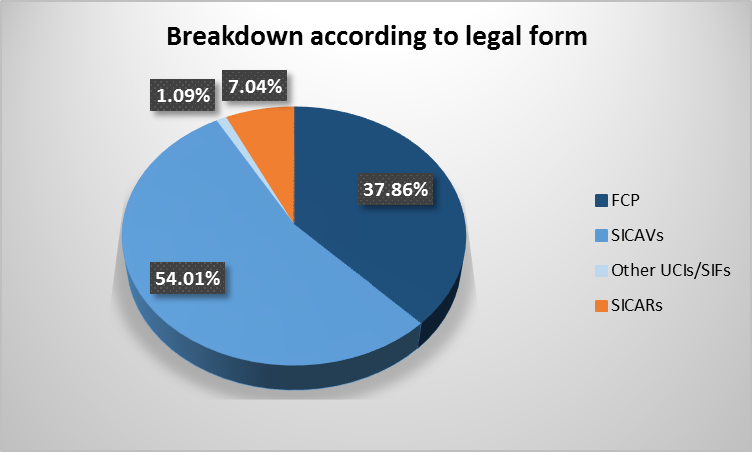 Breakdown according to legal form
1.09%
7.04%
37.86%
54.01%
FCP
SICAVs
Other UCIs/SIFs
SICARs